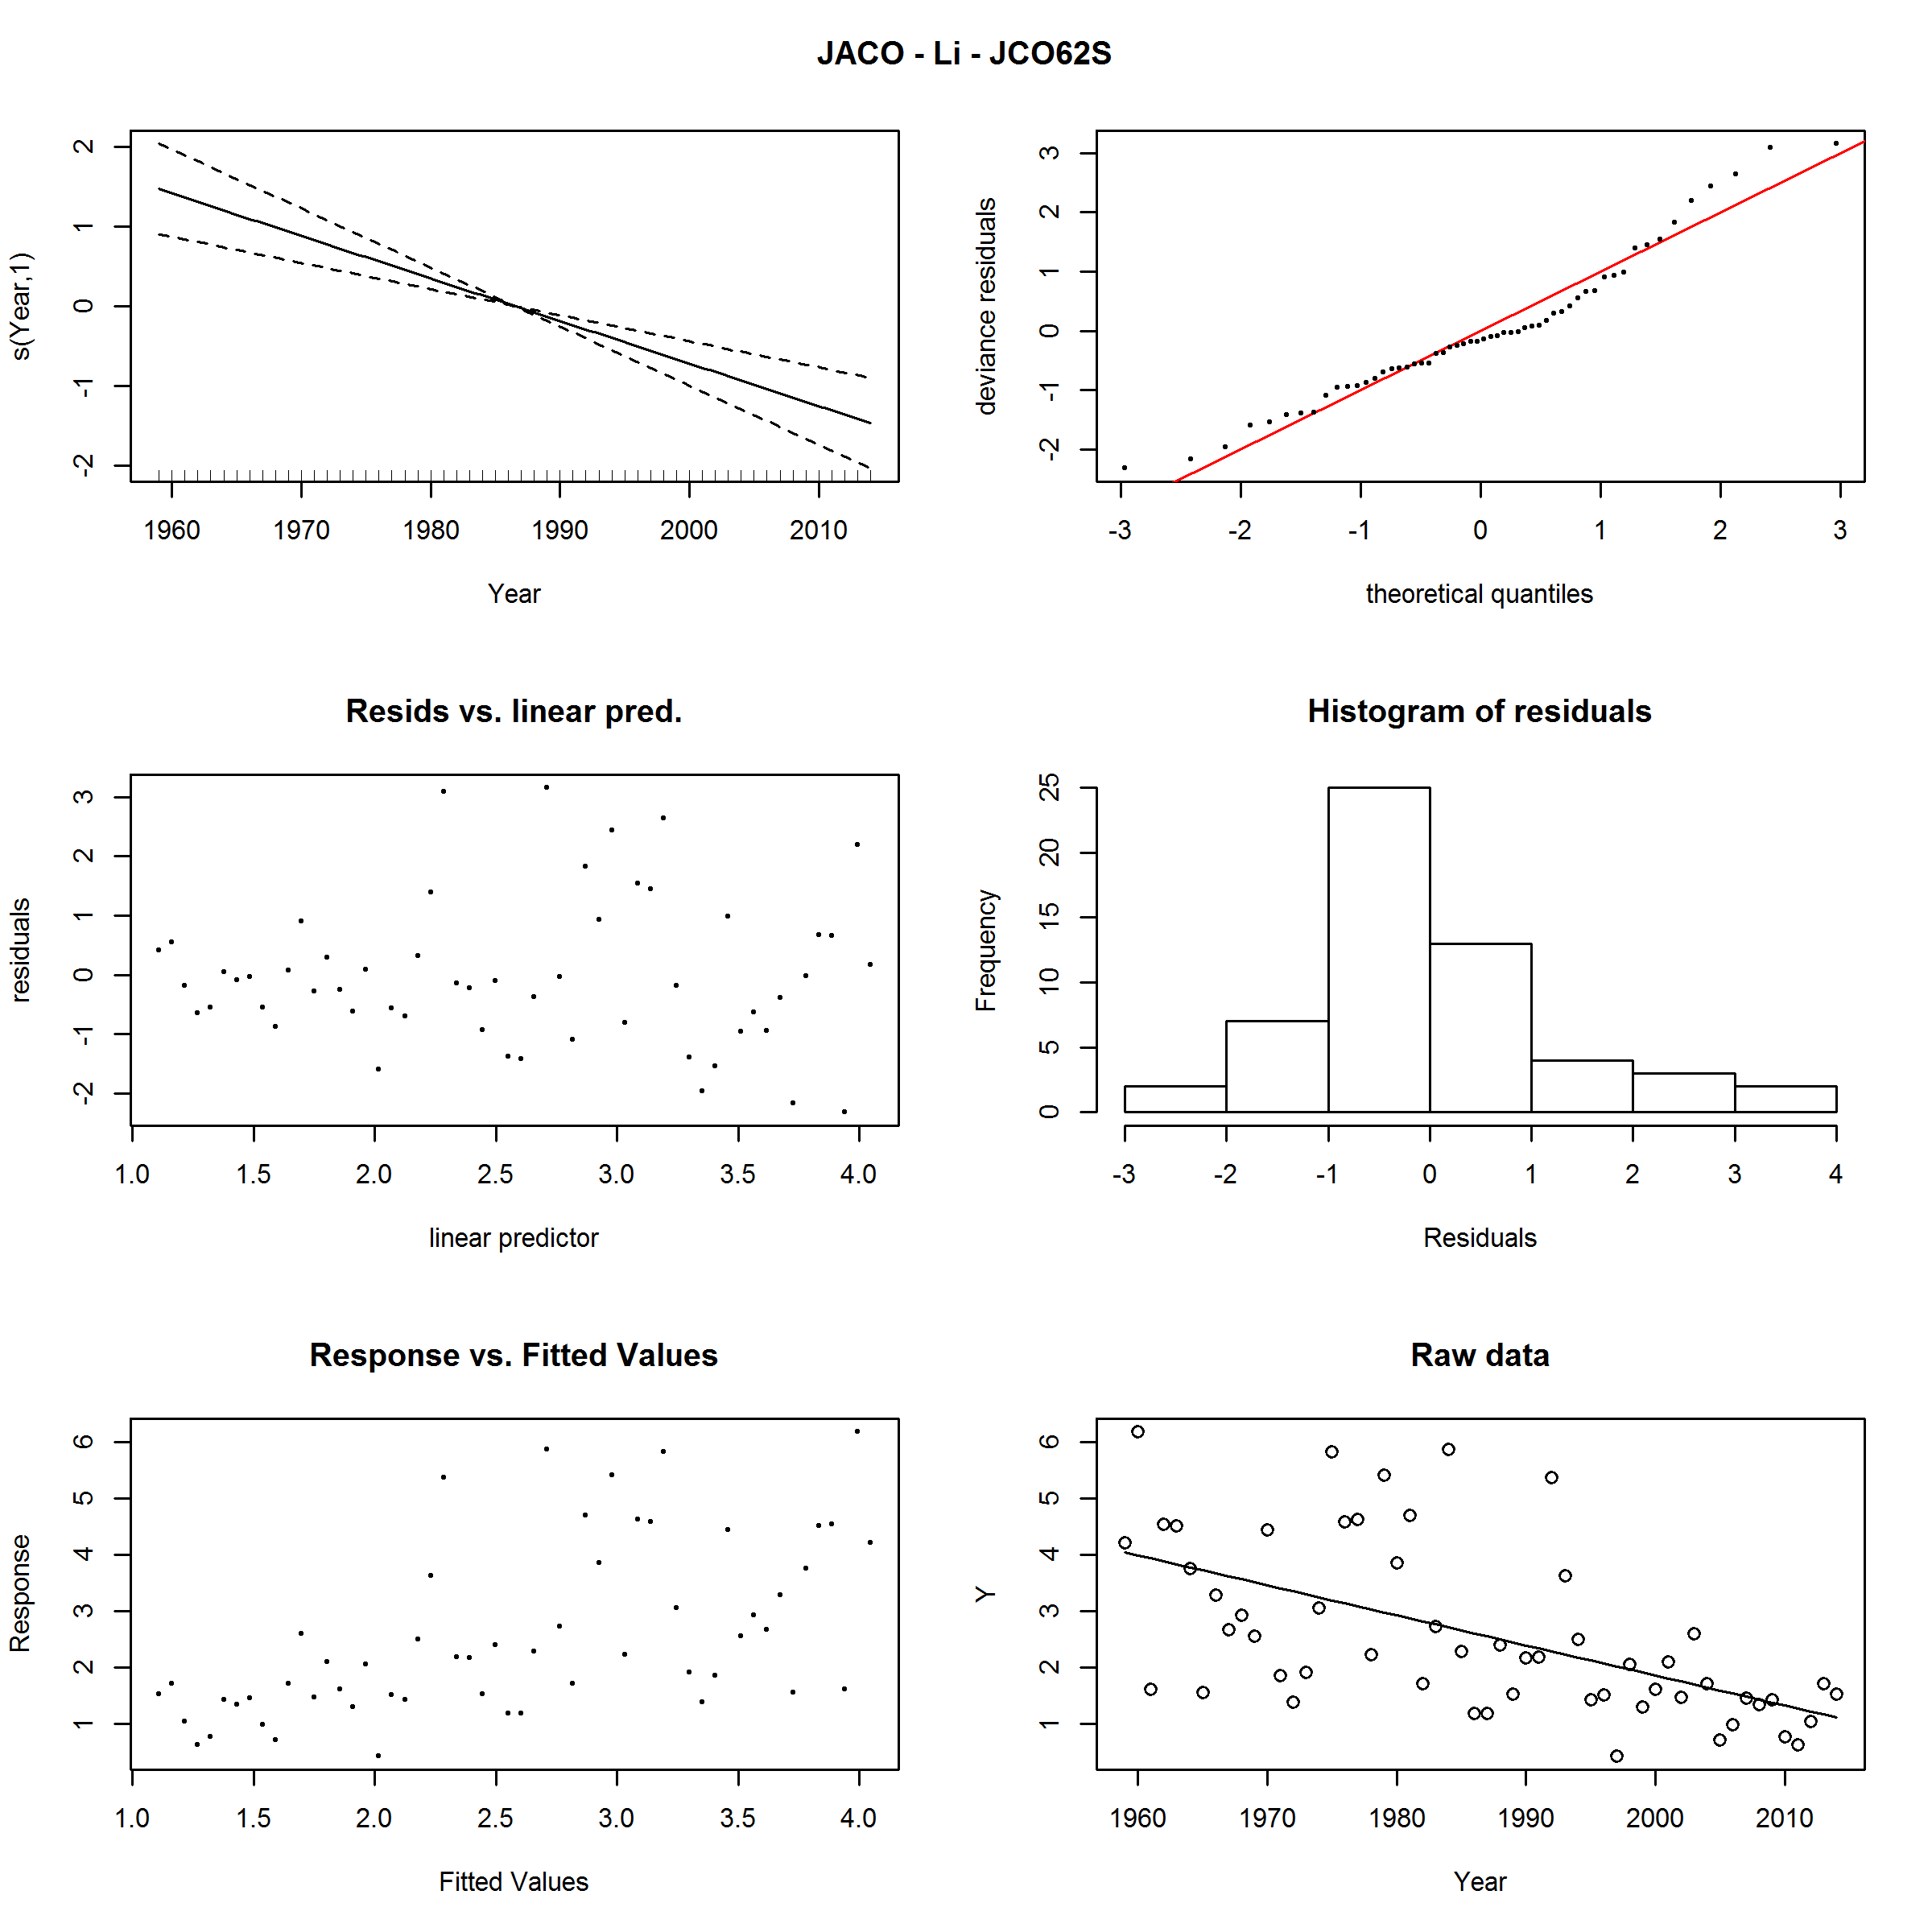 JACO - Li - JCO62S
s(Year,1)
2
1
0
-1
-2
1960 1970 1980 1990 2000 2010
Year
deviance residuals
3
2
1
0
-1
-2
-3 -2 -1 0 1 2 3
theoretical quantiles
Resids vs. linear pred.
residuals
3
2
1
0
-1
-2
1.0 1.5 2.0 2.5 3.0 3.5 4.0
linear predictor
Histogram of residuals
Frequency
25
20
15
10
5
0
-3 -2 -1 0 1 2 3 4
Residuals
Response vs. Fitted Values
Response
6
5
4
3
2
1
1.0 1.5 2.0 2.5 3.0 3.5 4.0
Fitted Values
Raw data
Y
6
5
4
3
2
1
1960 1970 1980 1990 2000 2010
Year